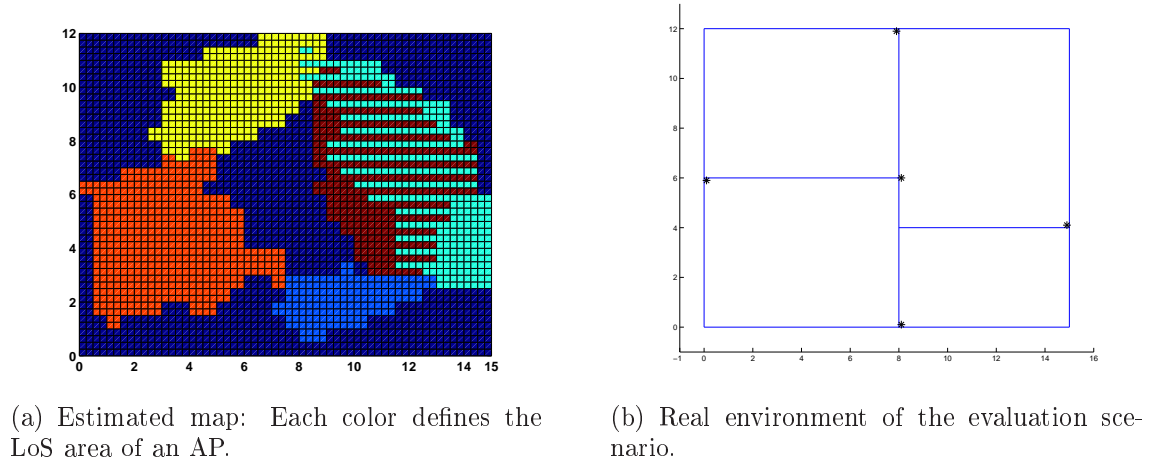 12
10
8
6
4
2
0
0 2 4 6 8 10 12 14 15
12
10
8
6
4
2
0
−1 0 2 4 6 8 10 12 14 16
(a) Estimated map: Each color defines the
LoS area of an AP.
(b) Real environment of the evaluation sce-
nario.